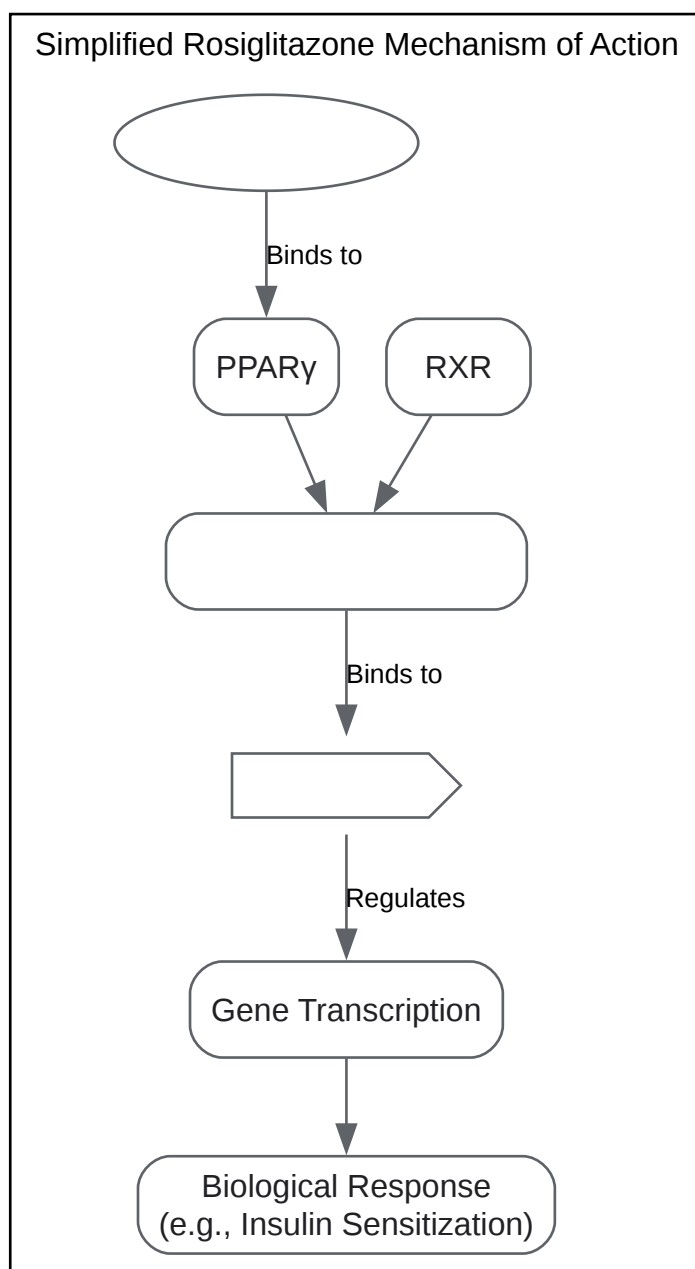 Simplified Rosiglitazone Mechanism of Action
Binds to
PPARγ
RXR
Binds to
Regulates
Gene Transcription
Biological Response
(e.g., Insulin Sensitization)